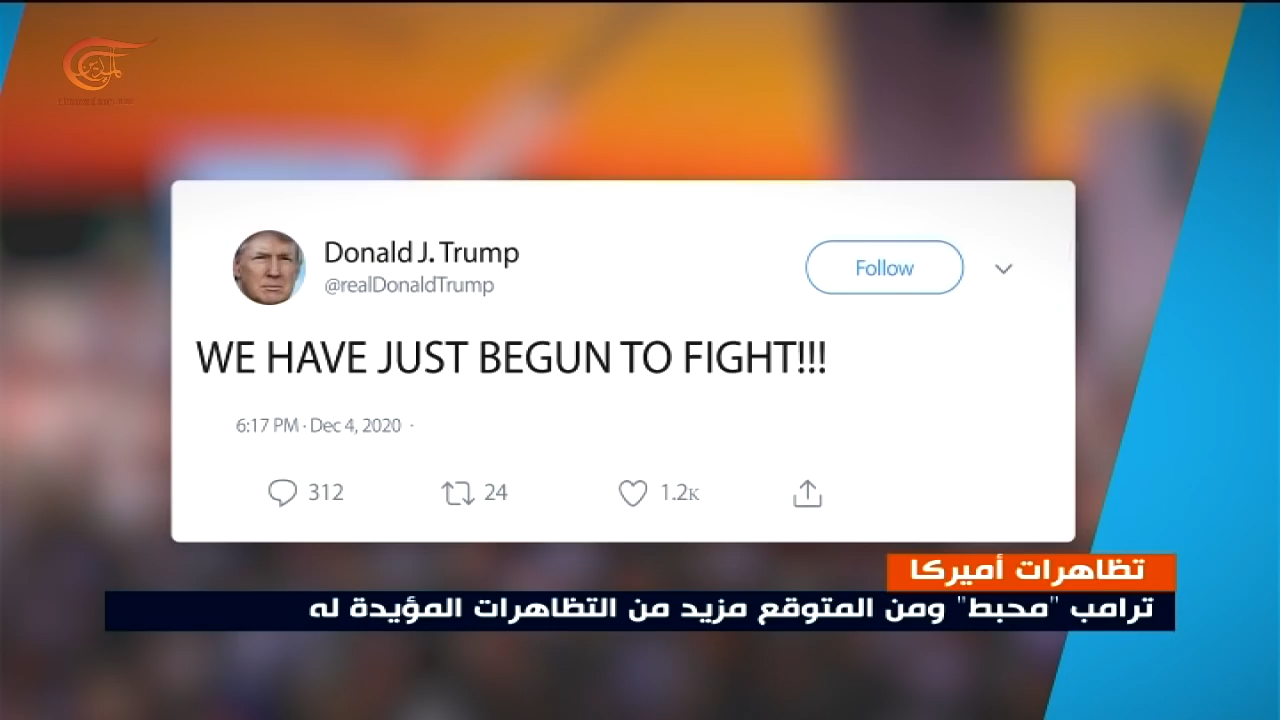 الميادين
Donald J. Trump
@realDonaldTrump
Follow
WE HAVE JUST BEGUN TO FIGHT!!!
6:17 PM · Dec 4, 2020 ·
312
24
1.2K
تظاهرات أميركا
ترامب "محبط" ومن المتوقع مزيد من التظاهرات المؤيدة له